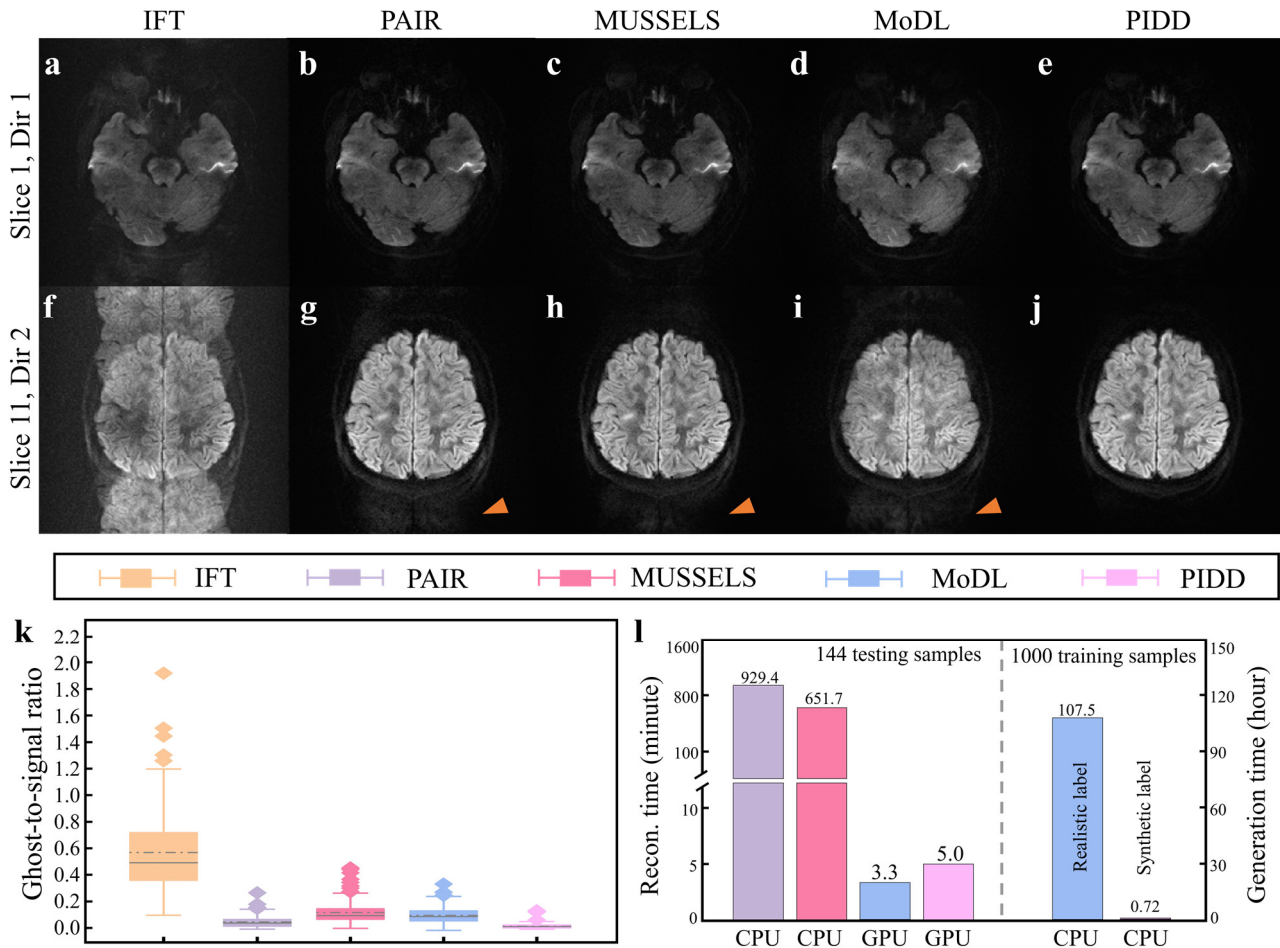 IFT PAIR MUSSELS MoDL PIDD
Slice 1, Dir 1
a b c d e
Slice 11, Dir 2
f g h i j
IFT PAIR MUSSELS MoDL PIDD
k
Ghost-to-signal ratio
2.2
2.0
1.8
1.6
1.4
1.2
1.0
0.8
0.6
0.4
0.2
0.0
l
Recon. time (minute)
1600
800
100
10
5
0
144 testing samples
1000 training samples
929.4
651.7
3.3
5.0
107.5
0.72
Realistic label
Synthetic label
CPU CPU GPU GPU CPU CPU
150
120
90
60
30
0
Generation time (hour)